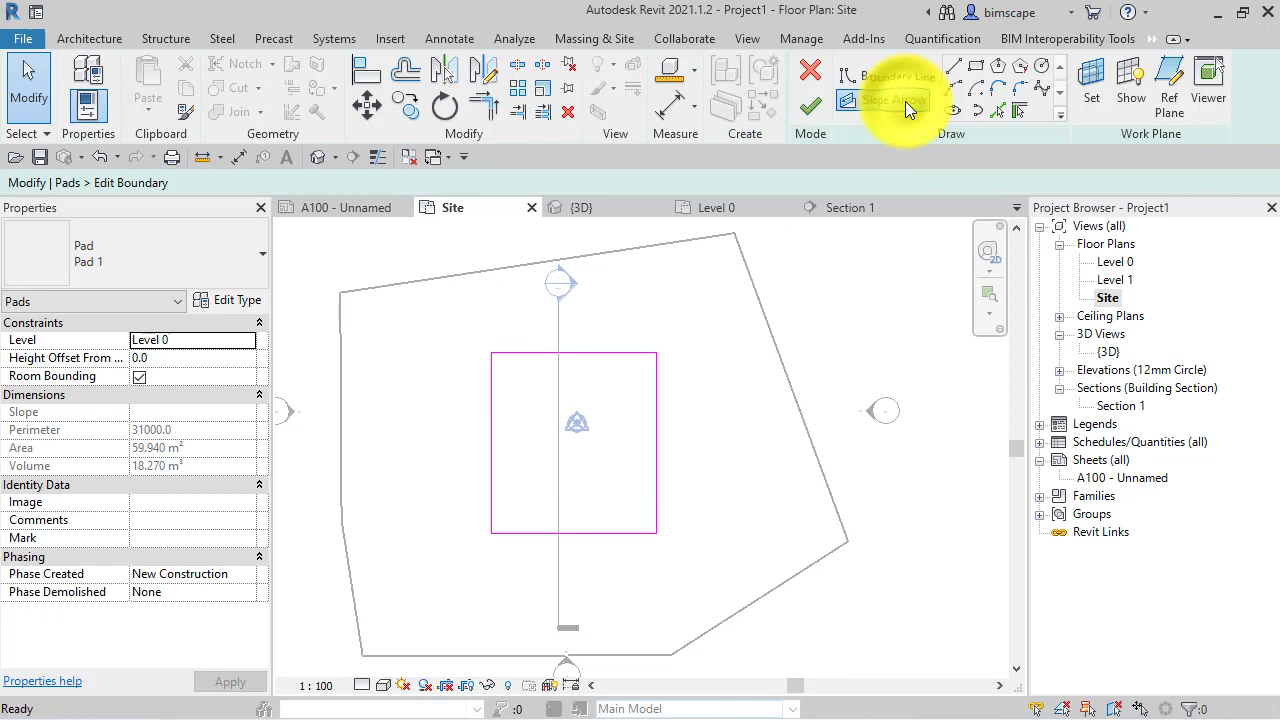 Autodesk Revit 2021.1.2 - Project1 - Floor Plan: Site
bimscape
File Architecture Structure Steel Precast Systems Insert Annotate Analyze Massing & Site Collaborate View Manage Add-Ins Quantification BIM Interoperability Tools
Modify
Properties
Paste
Notch
Cut
Join
Boundary Line
Slope Arrow
Set
Show
Ref
Plane
Viewer
Select Properties Clipboard Geometry Modify View Measure Create Mode Draw Work Plane
A
Modify | Pads > Edit Boundary
Properties
Pad
Pad 1
Pads
Edit Type
Constraints
Level Level 0
Height Offset From ... 0.0
Room Bounding
Dimensions
Slope
Perimeter 31000.0
Area 59.940 m²
Volume 18.270 m²
Identity Data
Image
Comments
Mark
Phasing
Phase Created New Construction
Phase Demolished None
Properties help
Apply
A100 - Unnamed
Site
{3D}
Level 0
Section 1
2D
1 : 100
Project Browser - Project1
Views (all)
Floor Plans
Level 0
Level 1
Site
Ceiling Plans
3D Views
{3D}
Elevations (12mm Circle)
Sections (Building Section)
Section 1
Legends
Schedules/Quantities (all)
Sheets (all)
A100 - Unnamed
Families
Groups
Revit Links
Ready
:0
Main Model
:0